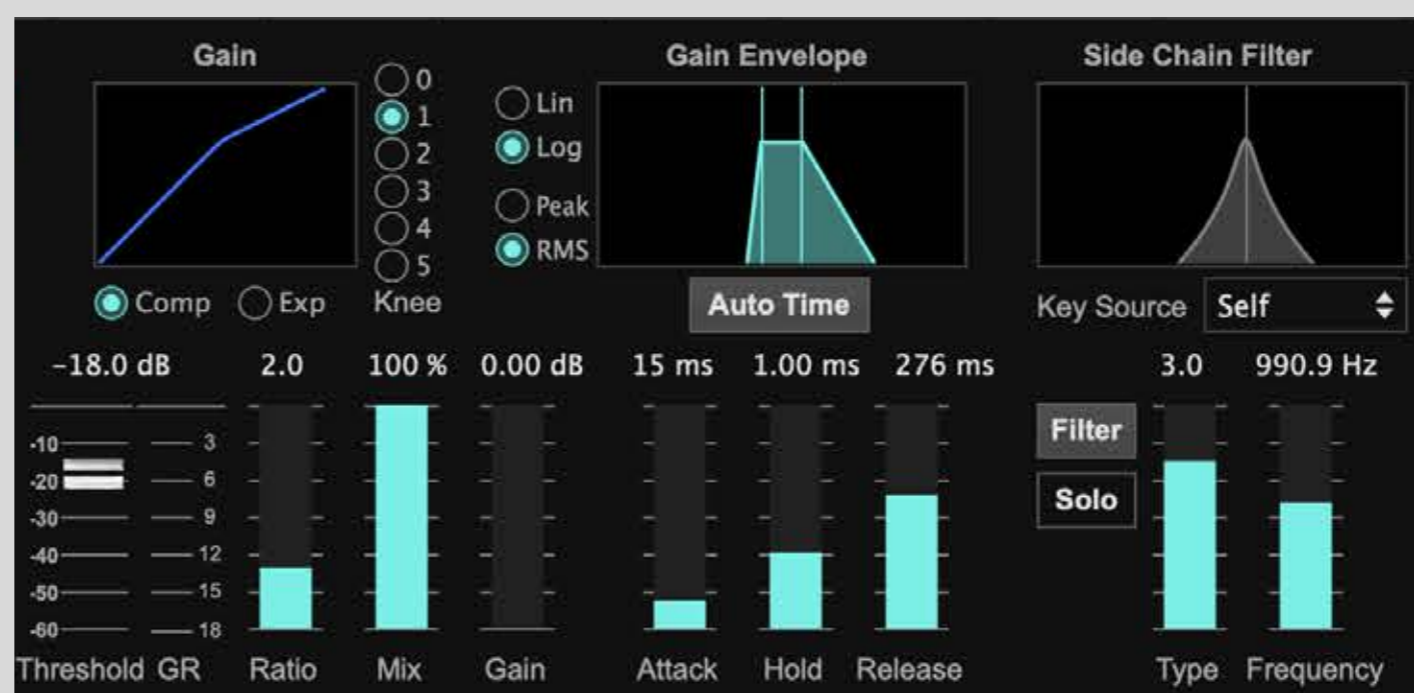 Gain
Gain Envelope
Side Chain Filter
0
1
2
3
4
5
Knee
Lin
Log
Peak
RMS
Comp
Exp
Auto Time
Key Source
Self
-18.0 dB
2.0
100 %
0.00 dB
15 ms
1.00 ms
276 ms
3.0
990.9 Hz
-10
-20
-30
-40
-50
-60
3
6
9
12
15
18
Filter
Solo
Threshold
GR
Ratio
Mix
Gain
Attack
Hold
Release
Type
Frequency